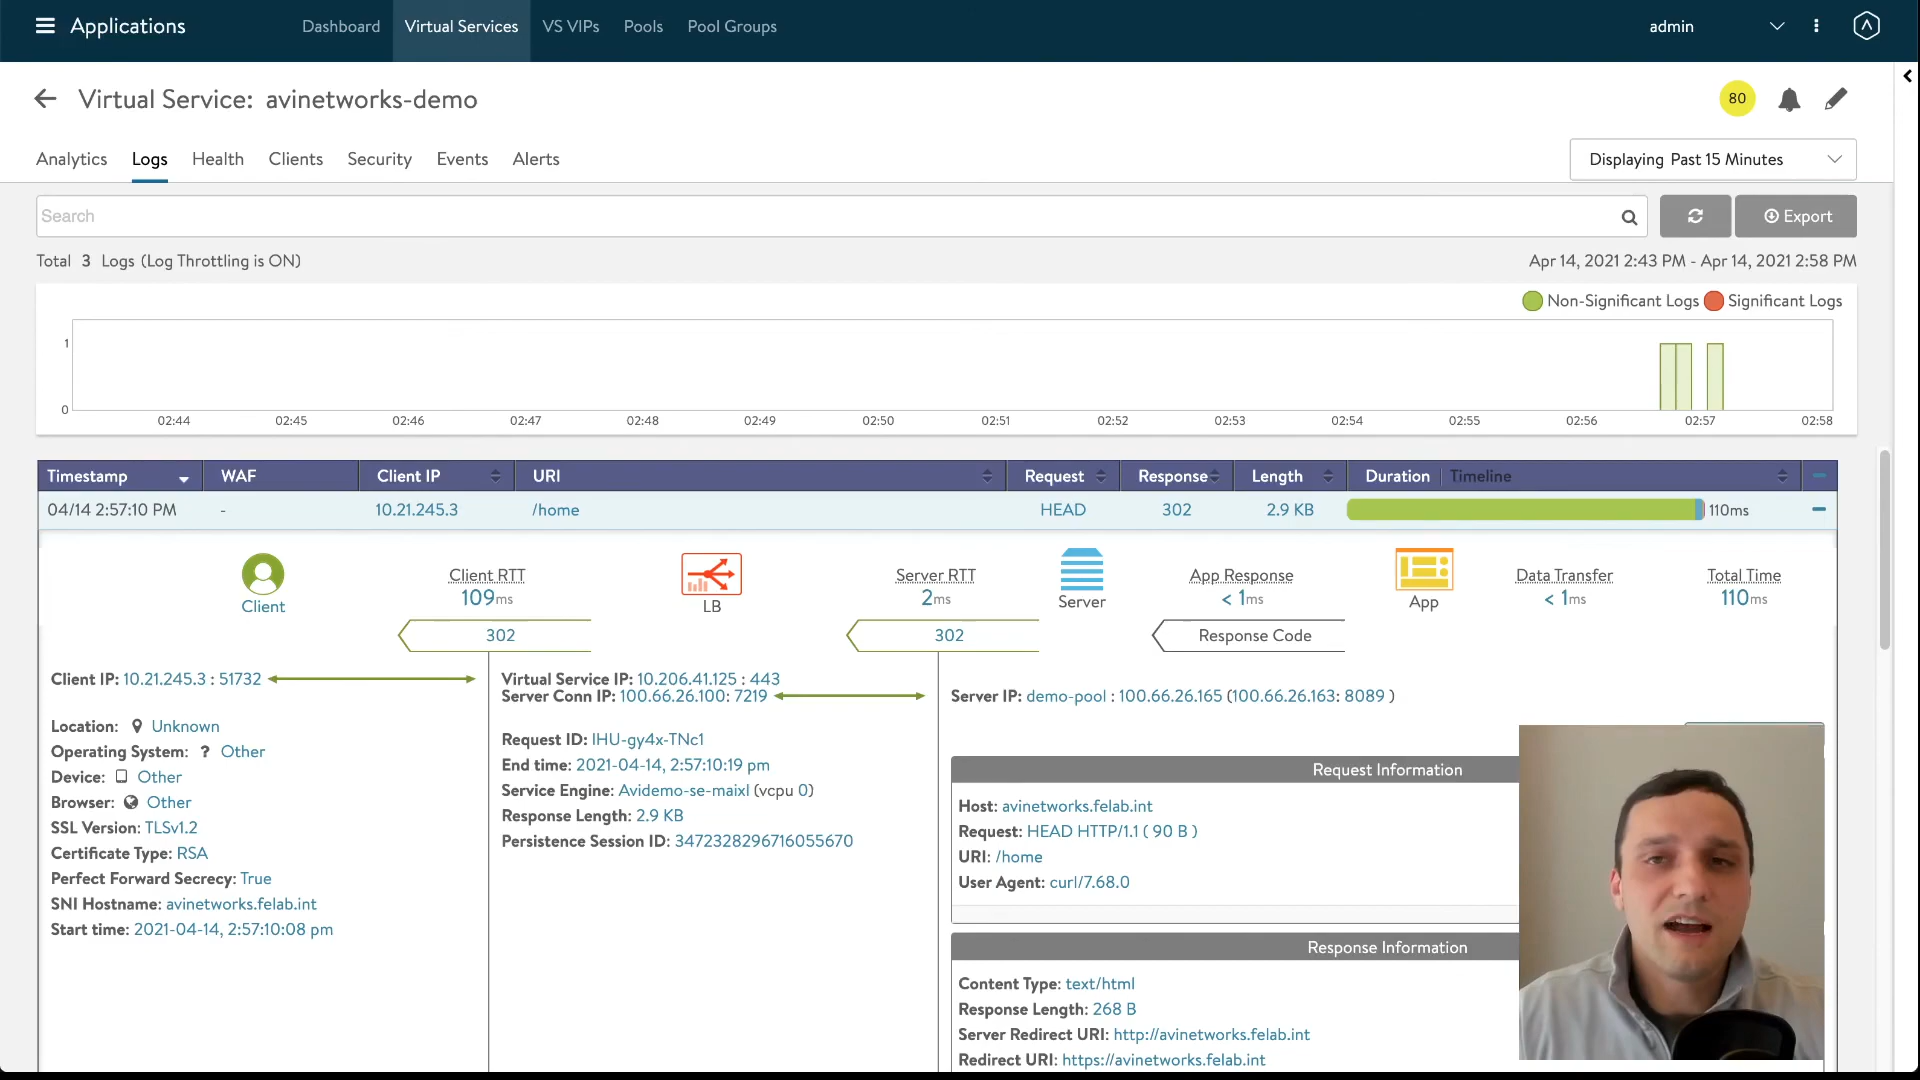 Applications Dashboard Virtual Services VS VIPs Pools Pool Groups admin
Virtual Service: avinetworks-demo 80
Analytics Logs Health Clients Security Events Alerts Displaying Past 15 Minutes
Search Export
Total 3 Logs (Log Throttling is ON) Apr 14, 2021 2:43 PM - Apr 14, 2021 2:58 PM
Non-Significant Logs Significant Logs
1
0
02:44 02:45 02:46 02:47 02:48 02:49 02:50 02:51 02:52 02:53 02:54 02:55 02:56 02:57 02:58
Timestamp WAF Client IP URI Request Response Length Duration Timeline
04/14 2:57:10 PM - 10.21.245.3 /home HEAD 302 2.9 KB 110ms
Client RTT Server RTT App Response Data Transfer Total Time
109ms 2ms < 1ms < 1ms 110ms
Client LB Server App
302 302 Response Code
Client IP: 10.21.245.3 : 51732
Location: Unknown
Operating System: ? Other
Device: Other
Browser: Other
SSL Version: TLSv1.2
Certificate Type: RSA
Perfect Forward Secrecy: True
SNI Hostname: avinetworks.felab.int
Start time: 2021-04-14, 2:57:10:08 pm
Virtual Service IP: 10.206.41.125 : 443
Server Conn IP: 100.66.26.100: 7219
Request ID: IHU-gy4x-TNc1
End time: 2021-04-14, 2:57:10:19 pm
Service Engine: Avidemo-se-maixl (vcpu 0)
Response Length: 2.9 KB
Persistence Session ID: 3472328296716055670
Server IP: demo-pool : 100.66.26.165 (100.66.26.163: 8089 )
Request Information
Host: avinetworks.felab.int
Request: HEAD HTTP/1.1 ( 90 B )
URI: /home
User Agent: curl/7.68.0
Response Information
Content Type: text/html
Response Length: 268 B
Server Redirect URI: http://avinetworks.felab.int
Redirect URI: https://avinetworks.felab.int